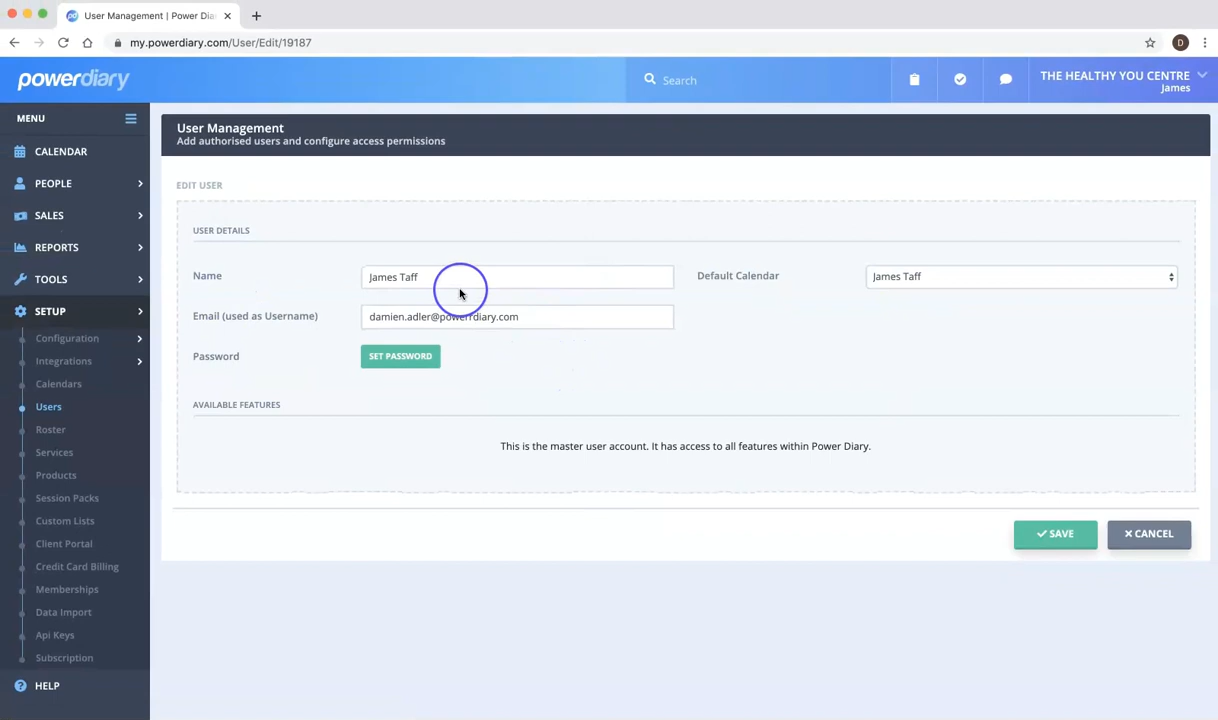 User Management | Power Dia
my.powerdiary.com/User/Edit/19187
D
powerdiary
Search
THE HEALTHY YOU CENTRE
James
MENU
CALENDAR
PEOPLE
SALES
REPORTS
TOOLS
SETUP
Configuration
Integrations
Calendars
Users
Roster
Services
Products
Session Packs
Custom Lists
Client Portal
Credit Card Billing
Memberships
Data Import
Api Keys
Subscription
HELP
User Management
Add authorised users and configure access permissions
EDIT USER
USER DETAILS
Name
James Taff
Default Calendar
James Taff
Email (used as Username)
damien.adler@powerrdiary.com
Password
SET PASSWORD
AVAILABLE FEATURES
This is the master user account. It has access to all features within Power Diary.
SAVE
CANCEL